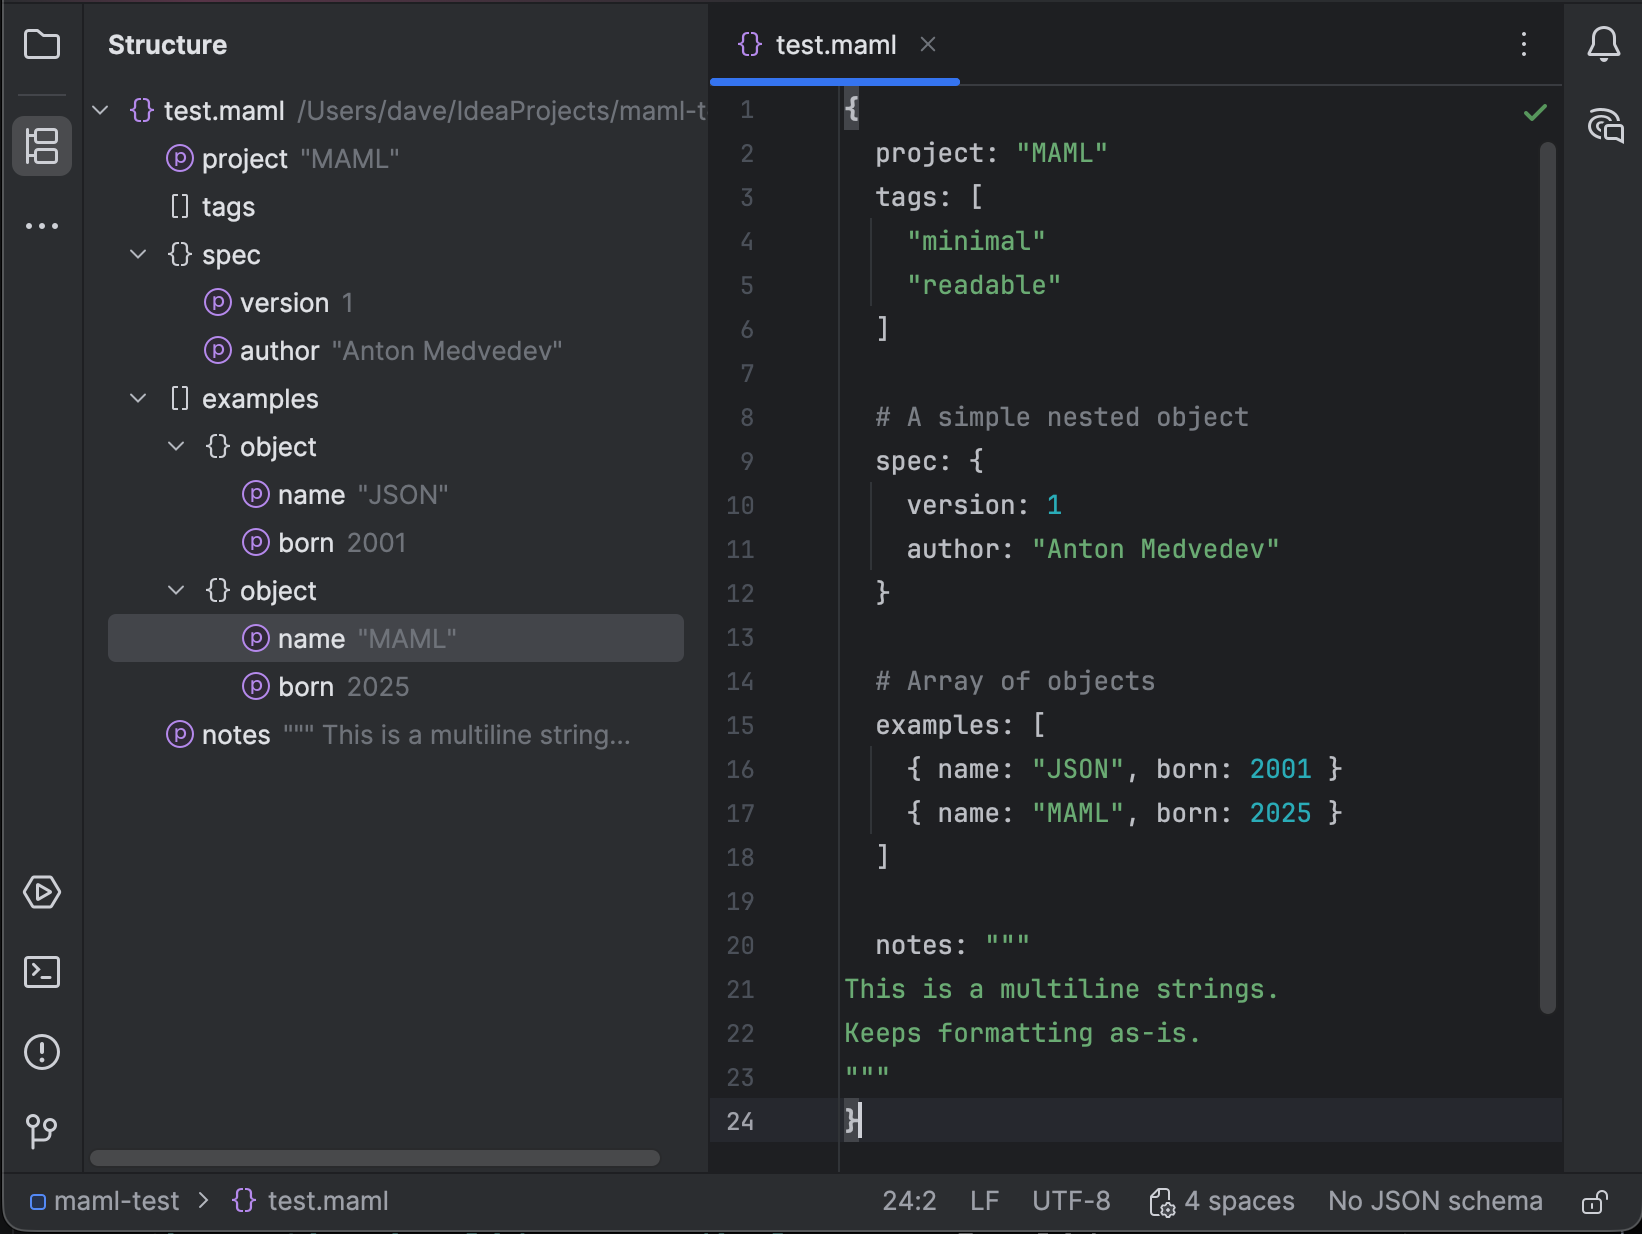 Structure
test.maml /Users/dave/IdeaProjects/maml-t
project "MAML"
[] tags
{} spec
version 1
author "Anton Medvedev"
[] examples
{} object
name "JSON"
born 2001
{} object
name "MAML"
born 2025
notes """ This is a multiline string...
{} test.maml
1 {
2 project: "MAML"
3 tags: [
4 "minimal"
5 "readable"
6 ]
7
8 # A simple nested object
9 spec: {
10 version: 1
11 author: "Anton Medvedev"
12 }
13
14 # Array of objects
15 examples: [
16 { name: "JSON", born: 2001 }
17 { name: "MAML", born: 2025 }
18 ]
19
20 notes: """
21 This is a multiline strings.
22 Keeps formatting as-is.
23 """
24 }
maml-test > {} test.maml 24:2 LF UTF-8 4 spaces No JSON schema